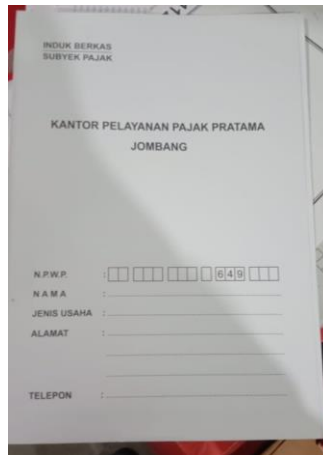 INDUK BERKAS
SUBYEK PAJAK
KANTOR PELAYANAN PAJAK PRATAMA
JOMBANG
N.P.W.P. : 649
NAMA :
JENIS USAHA :
ALAMAT :
TELEPON :